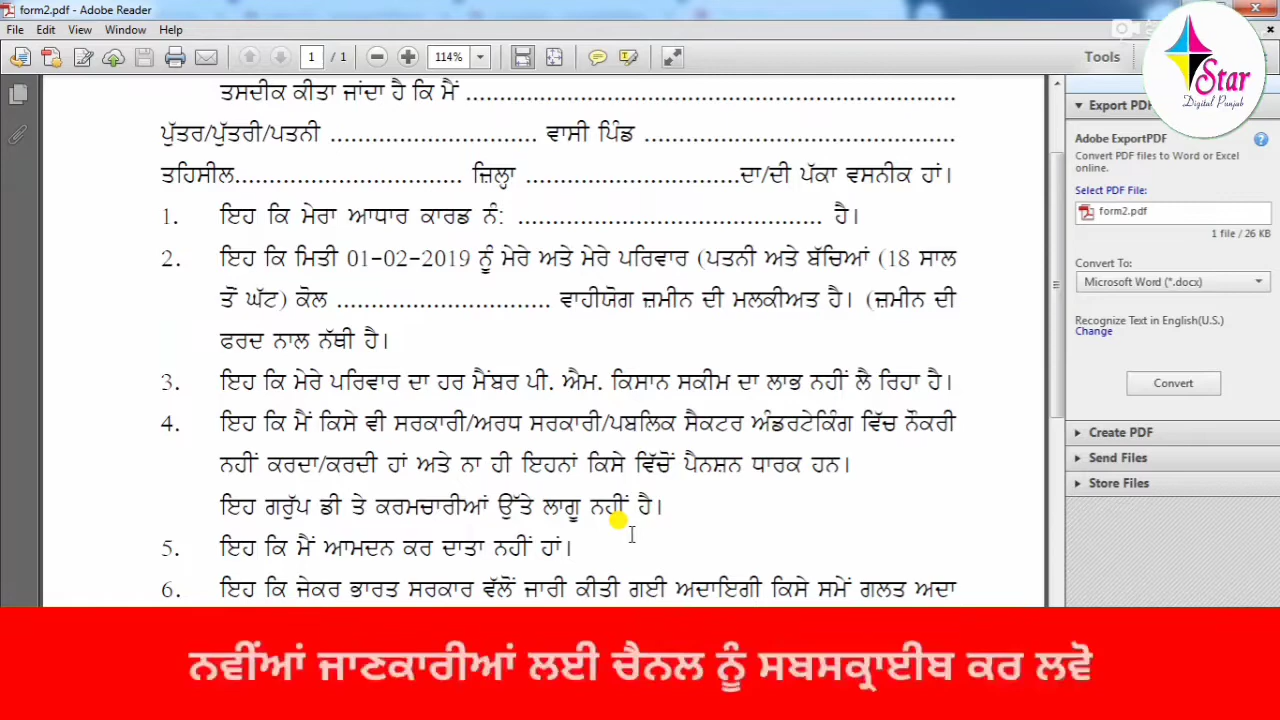 form2.pdf - Adobe Reader
File Edit View Window Help
1 / 1 114% Tools
Star
Digital Punjab
ਤਸਦੀਕ ਕੀਤਾ ਜਾਂਦਾ ਹੈ ਕਿ ਮੈਂ ....................................................................................
ਪੁੱਤਰ/ਪੁੱਤਰੀ/ਪਤਨੀ .................................... ਵਾਸੀ ਪਿੰਡ ......................................................
ਤਹਿਸੀਲ....................................... ਜ਼ਿਲ੍ਹਾ .....................................ਦਾ/ਦੀ ਪੱਕਾ ਵਸਨੀਕ ਹਾਂ।
1. ਇਹ ਕਿ ਮੇਰਾ ਆਧਾਰ ਕਾਰਡ ਨੰ: ..................................................... ਹੈ।
2. ਇਹ ਕਿ ਮਿਤੀ 01-02-2019 ਨੂੰ ਮੇਰੇ ਅਤੇ ਮੇਰੇ ਪਰਿਵਾਰ (ਪਤਨੀ ਅਤੇ ਬੱਚਿਆਂ (18 ਸਾਲ
ਤੋਂ ਘੱਟ) ਕੋਲ ..................................... ਵਾਹੀਯੋਗ ਜ਼ਮੀਨ ਦੀ ਮਲਕੀਅਤ ਹੈ। (ਜ਼ਮੀਨ ਦੀ
ਫਰਦ ਨਾਲ ਨੱਥੀ ਹੈ।
3. ਇਹ ਕਿ ਮੇਰੇ ਪਰਿਵਾਰ ਦਾ ਹਰ ਮੈਂਬਰ ਪੀ. ਐਮ. ਕਿਸਾਨ ਸਕੀਮ ਦਾ ਲਾਭ ਨਹੀਂ ਲੈ ਰਿਹਾ ਹੈ।
4. ਇਹ ਕਿ ਮੈਂ ਕਿਸੇ ਵੀ ਸਰਕਾਰੀ/ਅਰਧ ਸਰਕਾਰੀ/ਪਬਲਿਕ ਸੈਕਟਰ ਅੰਡਰਟੇਕਿੰਗ ਵਿੱਚ ਨੌਕਰੀ
ਨਹੀਂ ਕਰਦਾ/ਕਰਦੀ ਹਾਂ ਅਤੇ ਨਾ ਹੀ ਇਹਨਾਂ ਕਿਸੇ ਵਿੱਚੋਂ ਪੈਨਸ਼ਨ ਧਾਰਕ ਹਨ।
ਇਹ ਗਰੁੱਪ ਡੀ ਤੇ ਕਰਮਚਾਰੀਆਂ ਉੱਤੇ ਲਾਗੂ ਨਹੀਂ ਹੈ।
5. ਇਹ ਕਿ ਮੈਂ ਆਮਦਨ ਕਰ ਦਾਤਾ ਨਹੀਂ ਹਾਂ।
6. ਇਹ ਕਿ ਜੇਕਰ ਭਾਰਤ ਸਰਕਾਰ ਵੱਲੋਂ ਜਾਰੀ ਕੀਤੀ ਗਈ ਅਦਾਇਗੀ ਕਿਸੇ ਸਮੇਂ ਗਲਤ ਅਦਾ
Export PDF
Adobe ExportPDF
Convert PDF files to Word or Excel
online.
Select PDF File:
form2.pdf
1 file / 26 KB
Convert To:
Microsoft Word (*.docx)
Recognize Text in English(U.S.)
Change
Convert
Create PDF
Send Files
Store Files
ਨਵੀਂਆਂ ਜਾਣਕਾਰੀਆਂ ਲਈ ਚੈਨਲ ਨੂੰ ਸਬਸਕ੍ਰਾਈਬ ਕਰ ਲਵੋ